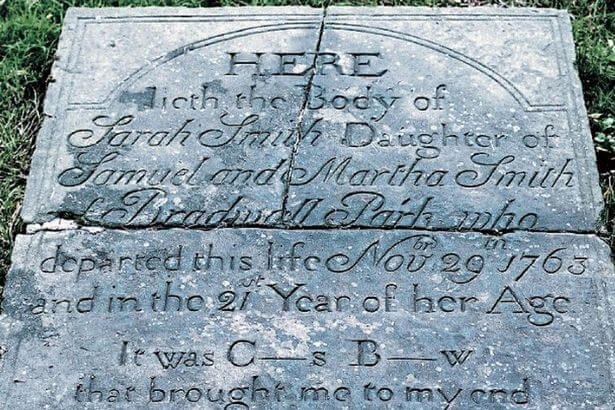 HERE
lieth the Body of
Sarah Smith Daughter of
Samuel and Martha Smith
of Bradwell Park who
departed this life Novbr 29th 1763
and in the 21st Year of her Age
It was C—s B—w
that brought me to my end